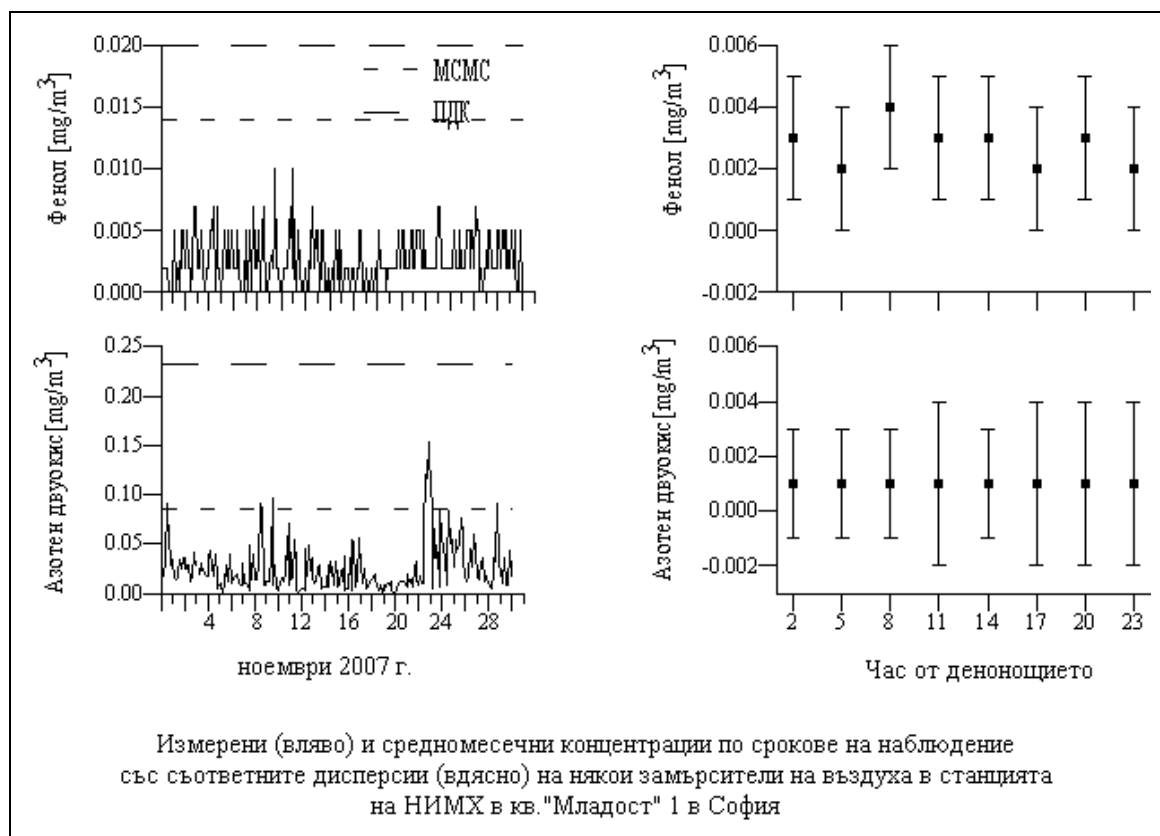 0.020
0.015
0.010
0.005
0.000
Фенол [mg/m³]
МСМС
ПДК
0.006
0.004
0.002
0.000
-0.002
Фенол [mg/m³]
0.25
0.20
0.15
0.10
0.05
0.00
Азотен двуокис[mg/m³]
4 8 12 16 20 24 28
ноември 2007 г.
0.006
0.004
0.002
0.000
-0.002
Азотен двуокис[mg/m³]
2 5 8 11 14 17 20 23
Час от денонощието
Измерени (вляво) и средномесечни концентрации по срокове на наблюдение
със съответните дисперсии (вдясно) на някои замърсители на въздуха в станцията
на НИМХ в кв."Младост" 1 в София